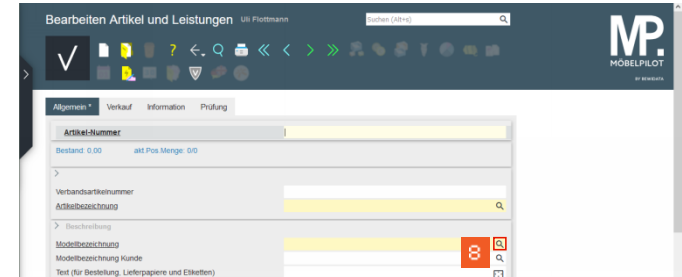 Bearbeiten Artikel und Leistungen Uli Flottmann
Suchen (Alt+s)
MP.
MÖBELPILOT
BY REMIDATA
Allgemein * Verkauf Information Prüfung
Artikel-Nummer
Bestand: 0,00 akt.Pos.Menge: 0/0
Verbandsartikelnummer
Artikelbezeichnung
> Beschreibung
Modellbezeichnung
8
Modellbezeichnung Kunde
Text (für Bestellung, Lieferpapiere und Etiketten)